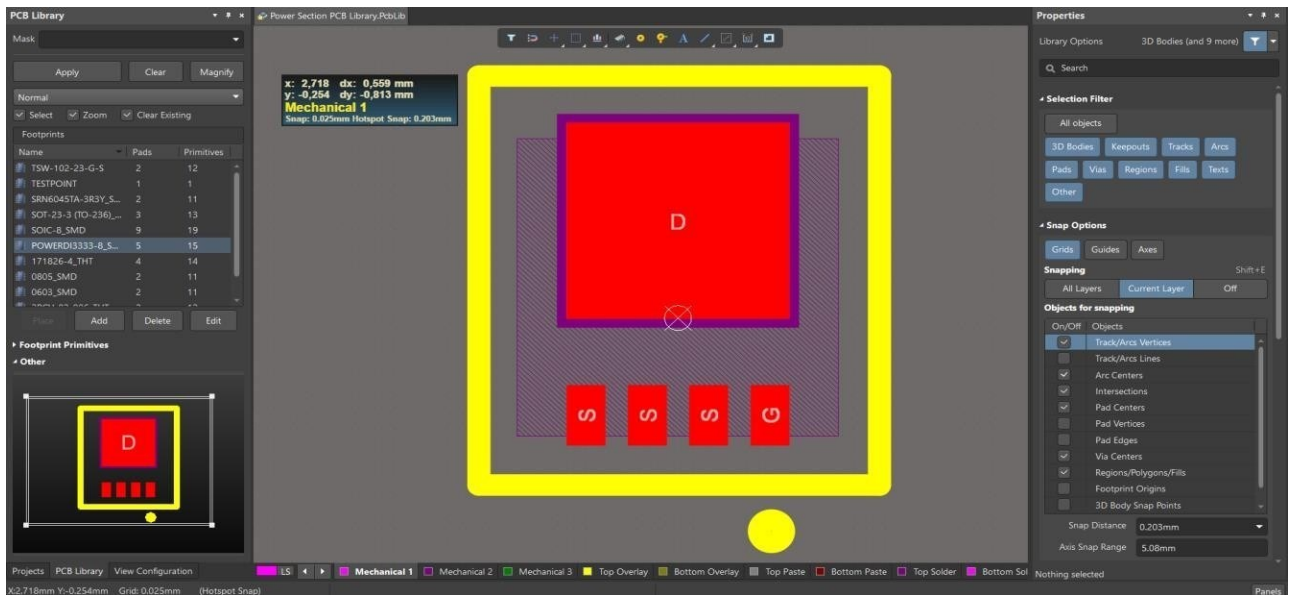 PCB Library
Power Section PCB Library.PcbLib
Properties
Mask
Library Options 3D Bodies (and 9 more)
Apply Clear Magnify
Search
Normal
Select Zoom Clear Existing
Footprints
Name Pads Primitives
TSW-102-23-G-S 2 12
TESTPOINT 1 1
SRN6045TA-3R3Y_S... 2 11
SOT-23-3 (TO-236)_... 3 13
SOIC-8_SMD 9 19
POWERDI3333-8_S... 5 15
171826-4_THT 4 14
0805_SMD 2 11
0603_SMD 2 11
Place Add Delete Edit
Footprint Primitives
Other
D
x: 2,718 dx: 0,559 mm
y: -0,254 dy: -0,813 mm
Mechanical 1
Snap: 0.025mm Hotspot Snap: 0.203mm
D
S S S G
Selection Filter
All objects
3D Bodies Keepouts Tracks Arcs
Pads Vias Regions Fills Texts
Other
Snap Options
Grids Guides Axes
Snapping Shift+E
All Layers Current Layer Off
Objects for snapping
On/Off Objects
Track/Arcs Vertices
Track/Arcs Lines
Arc Centers
Intersections
Pad Centers
Pad Vertices
Pad Edges
Via Centers
Regions/Polygons/Fills
Footprint Origins
3D Body Snap Points
Snap Distance 0.203mm
Axis Snap Range 5.08mm
Projects PCB Library View Configuration
LS Mechanical 1 Mechanical 2 Mechanical 3 Top Overlay Bottom Overlay Top Paste Bottom Paste Top Solder Bottom Sol
Nothing selected
X:2.718mm Y:-0.254mm Grid: 0.025mm (Hotspot Snap)
Panels